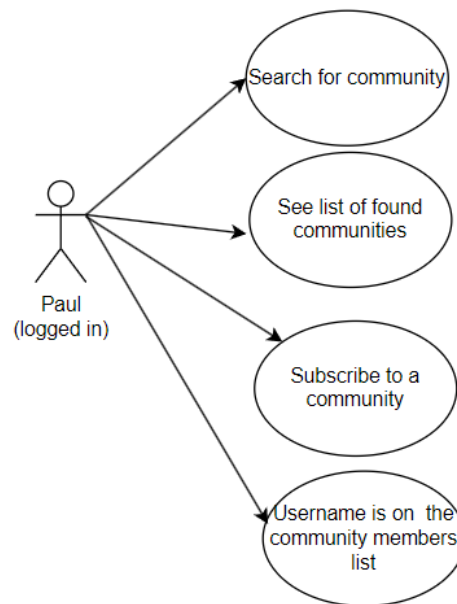 Search for community
See list of found
communities
Paul
(logged in)
Subscribe to a
community
Username is on the
community members
list